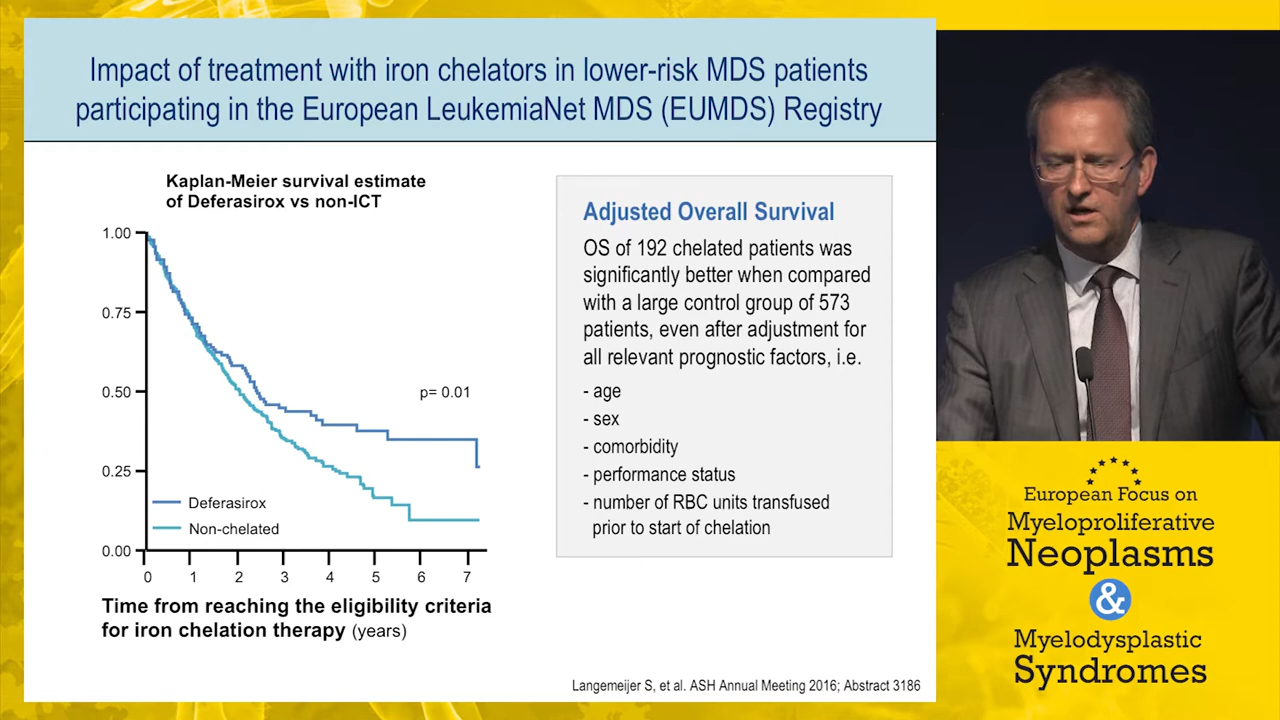 Impact of treatment with iron chelators in lower-risk MDS patients
participating in the European LeukemiaNet MDS (EUMDS) Registry
Kaplan-Meier survival estimate
of Deferasirox vs non-ICT
1.00
0.75
0.50
0.25
0.00
p= 0.01
Deferasirox
Non-chelated
0 1 2 3 4 5 6 7
Time from reaching the eligibility criteria
for iron chelation therapy (years)
Adjusted Overall Survival
OS of 192 chelated patients was
significantly better when compared
with a large control group of 573
patients, even after adjustment for
all relevant prognostic factors, i.e.
- age
- sex
- comorbidity
- performance status
- number of RBC units transfused
prior to start of chelation
Langemeijer S, et al. ASH Annual Meeting 2016; Abstract 3186
European Focus on
Myeloproliferative
Neoplasms
&
Myelodysplastic
Syndromes